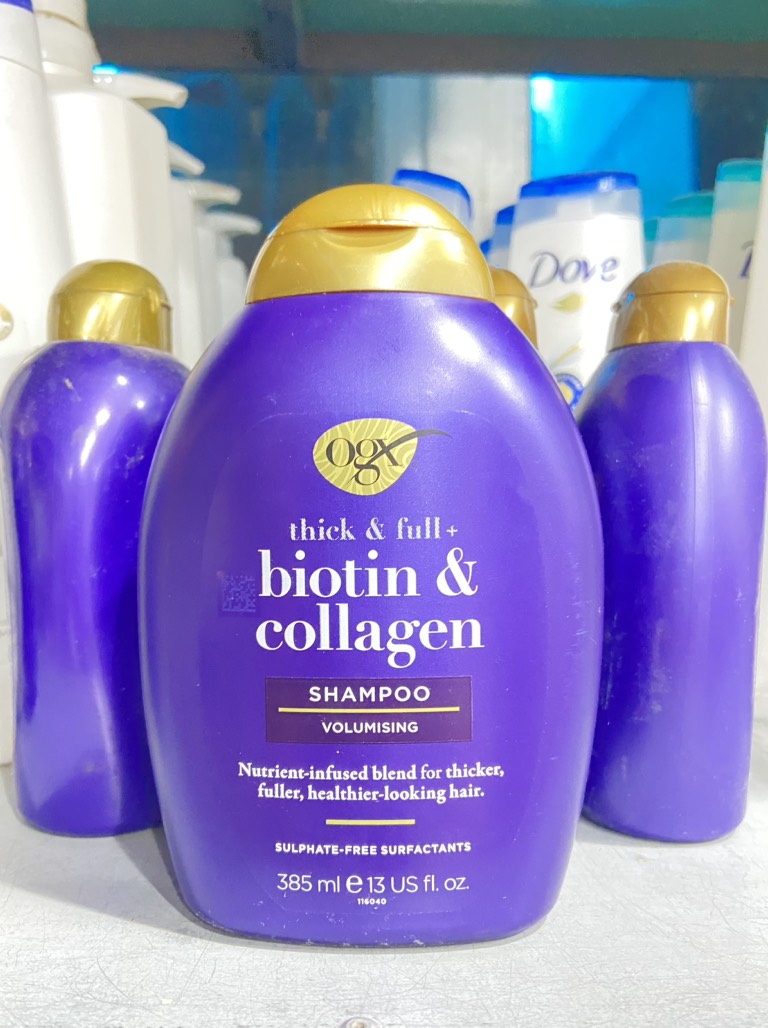 Dove
ogx
thick & full+
biotin &
collagen
SHAMPOO
VOLUMISING
Nutrient-infused blend for thicker,
fuller, healthier-looking hair.
SULPHATE-FREE SURFACTANTS
385 ml e 13 US fl. oz.
116040